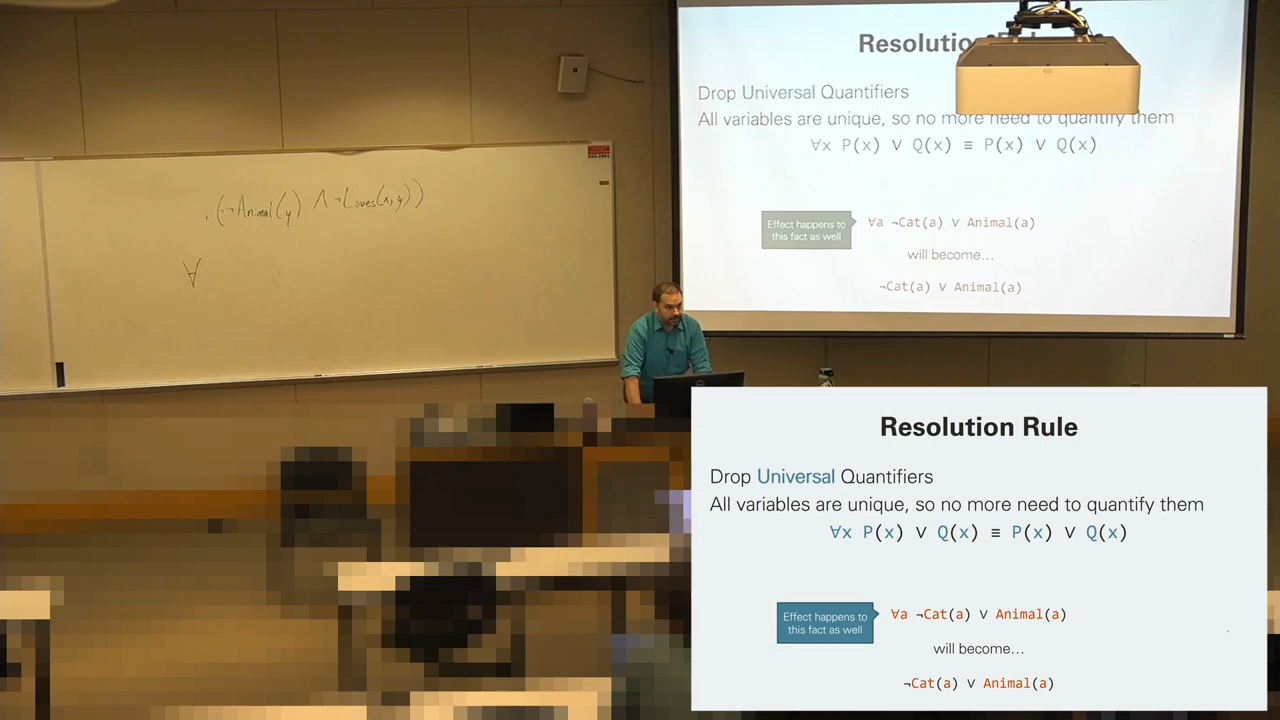 (¬¬Animal(y) ∧ ¬Loves(x,y))
∀
Drop Universal Quantifiers
All variables are unique, so no more need to quantify them
∀x P(x) ∨ Q(x) ≡ P(x) ∨ Q(x)
Effect happens to
this fact as well
∀a ¬Cat(a) ∨ Animal(a)
will become...
¬Cat(a) ∨ Animal(a)
Resolution Rule
Drop Universal Quantifiers
All variables are unique, so no more need to quantify them
∀x P(x) ∨ Q(x) ≡ P(x) ∨ Q(x)
Effect happens to
this fact as well
∀a ¬Cat(a) ∨ Animal(a)
will become...
¬Cat(a) ∨ Animal(a)